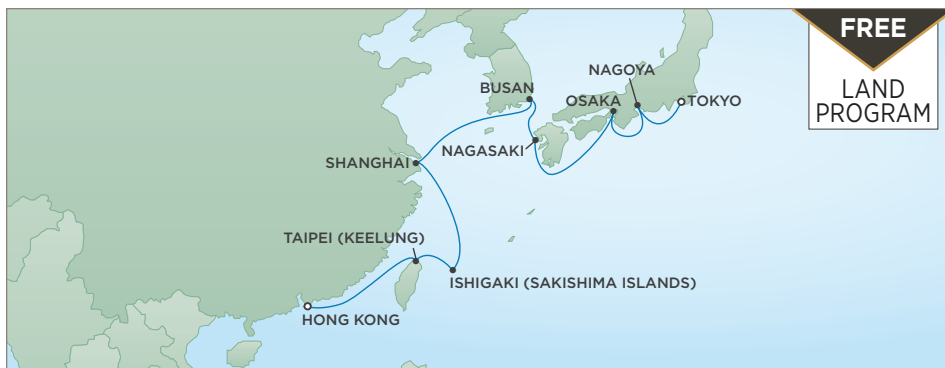 FREE
LAND
PROGRAM
NAGOYA
BUSAN
OSAKA
TOKYO
NAGASAKI
SHANGHAI
TAIPEI (KEELUNG)
ISHIGAKI (SAKISHIMA ISLANDS)
HONG KONG